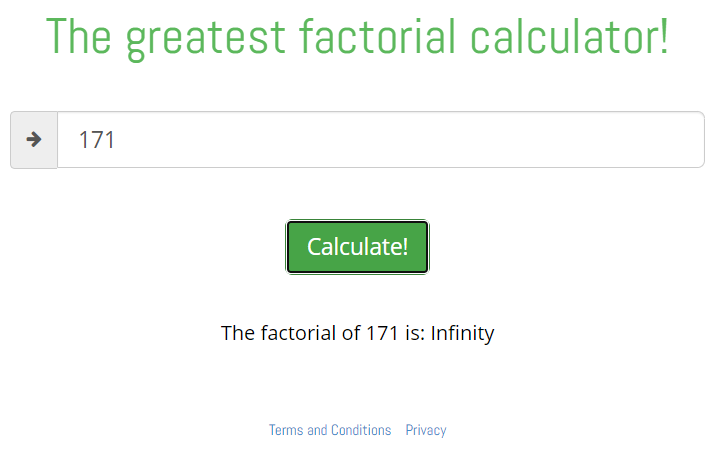 The greatest factorial calculator!
171
Calculate!
The factorial of 171 is: Infinity
Terms and Conditions Privacy